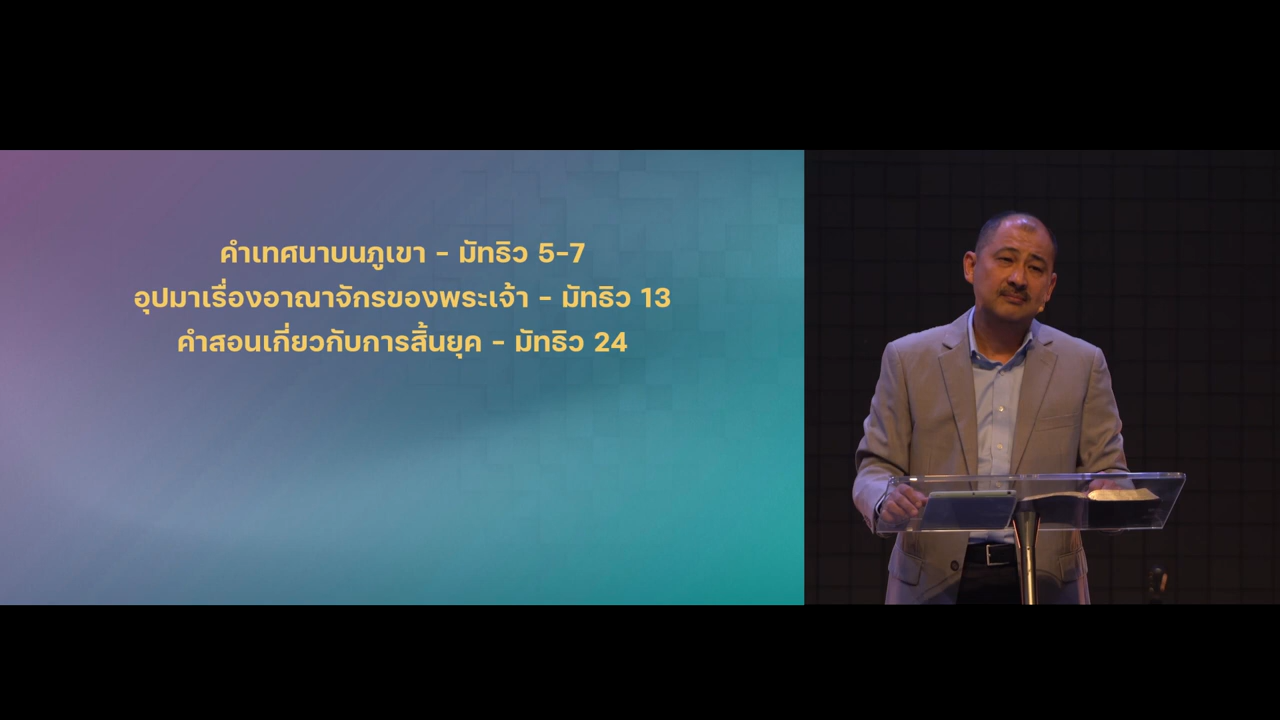 คำเทศนาบนภูเขา - มัทธิว 5-7
อุปมาเรื่องอาณาจักรของพระเจ้า - มัทธิว 13
คำสอนเกี่ยวกับการสิ้นยุค - มัทธิว 24